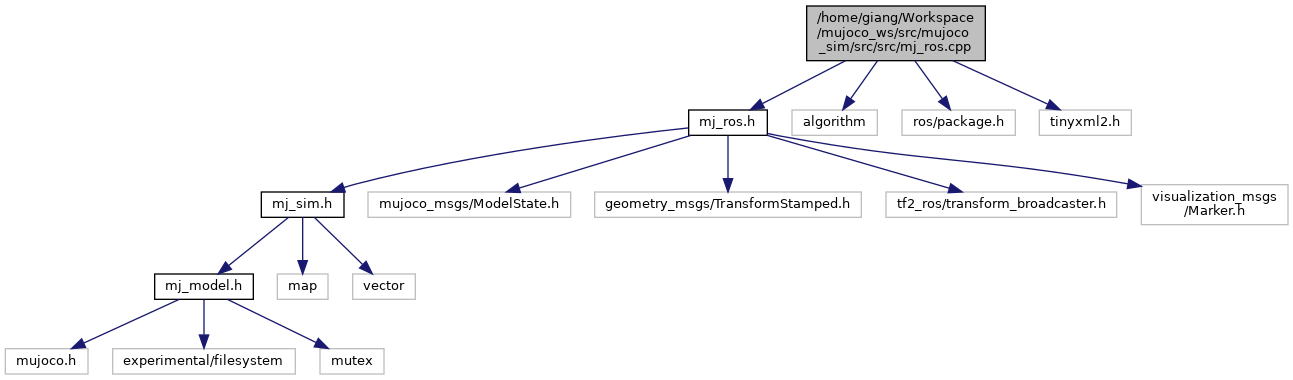 /home/giang/Workspace
/mujoco_ws/src/mujoco
_sim/src/src/mj_ros.cpp
mj_ros.h
algorithm
ros/package.h
tinyxml2.h
mj_sim.h
mujoco_msgs/ModelState.h
geometry_msgs/TransformStamped.h
tf2_ros/transform_broadcaster.h
visualization_msgs
/Marker.h
mj_model.h
map
vector
mujoco.h
experimental/filesystem
mutex